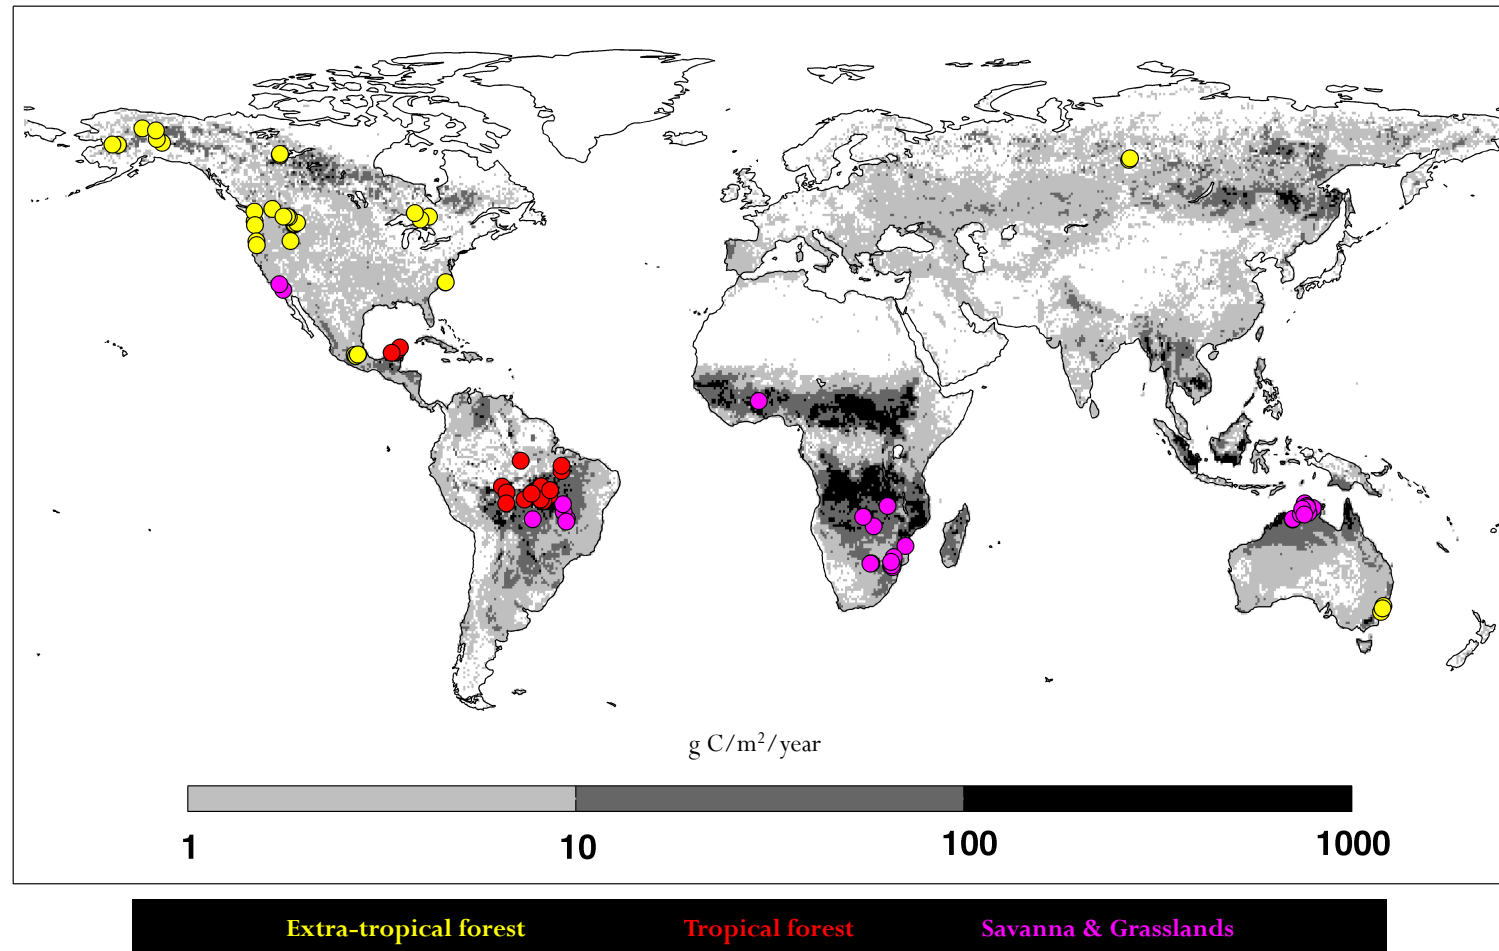 g C/m²/year
1 10 100 1000
Extra-tropical forest Tropical forest Savanna & Grasslands